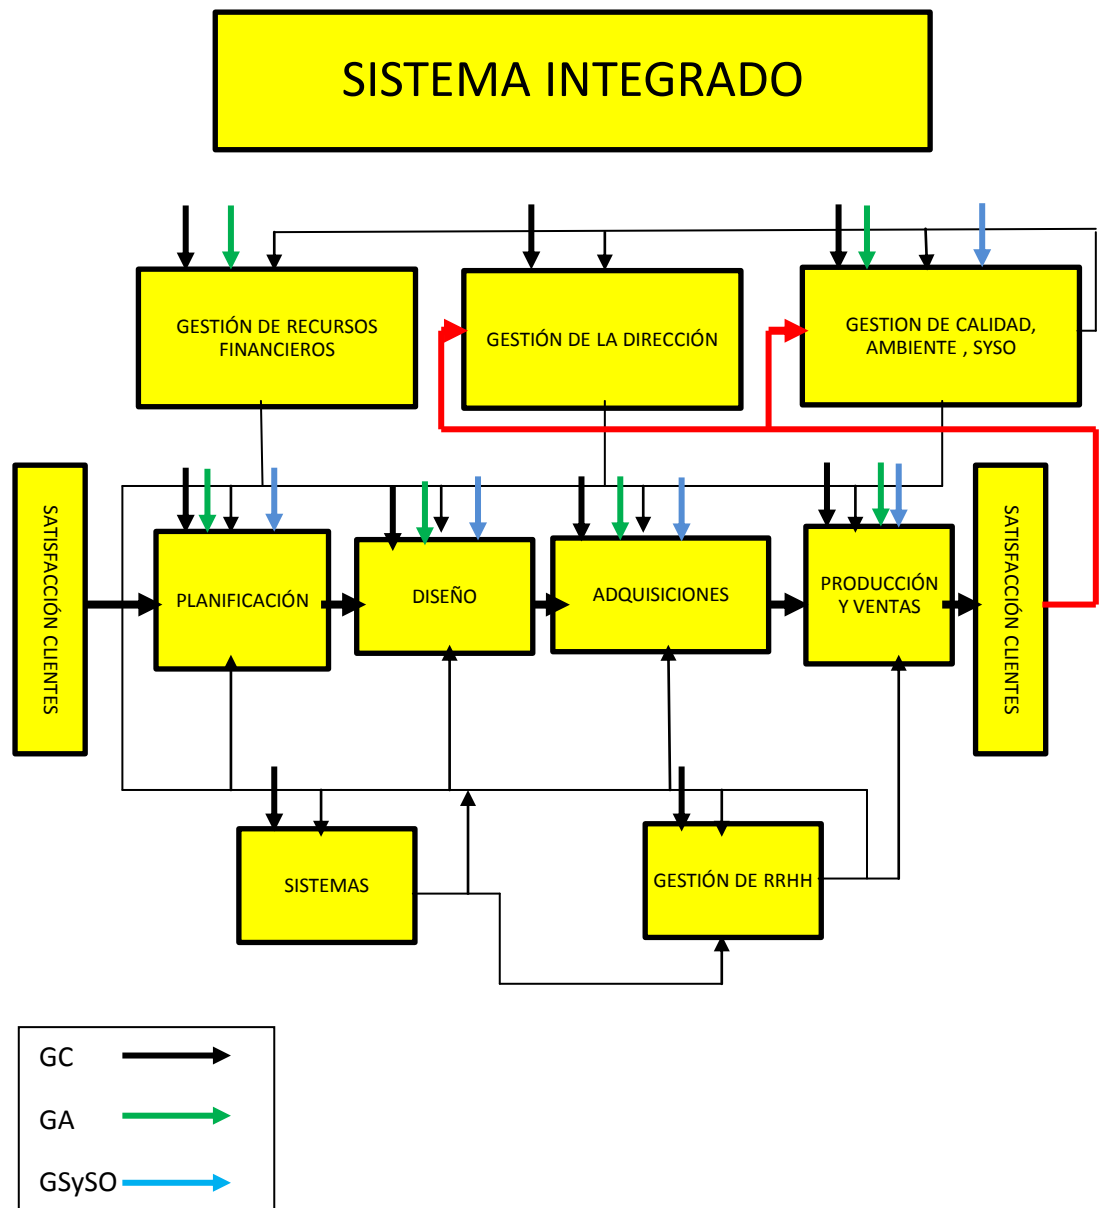 SISTEMA INTEGRADO
GESTIÓN DE RECURSOS
FINANCIEROS
GESTIÓN DE LA DIRECCIÓN
GESTION DE CALIDAD,
AMBIENTE , SYSO
SATISFACCIÓN CLIENTES
PLANIFICACIÓN
DISEÑO
ADQUISICIONES
PRODUCCIÓN
Y VENTAS
SATISFACCIÓN CLIENTES
SISTEMAS
GESTIÓN DE RRHH
GC
GA
GSySO